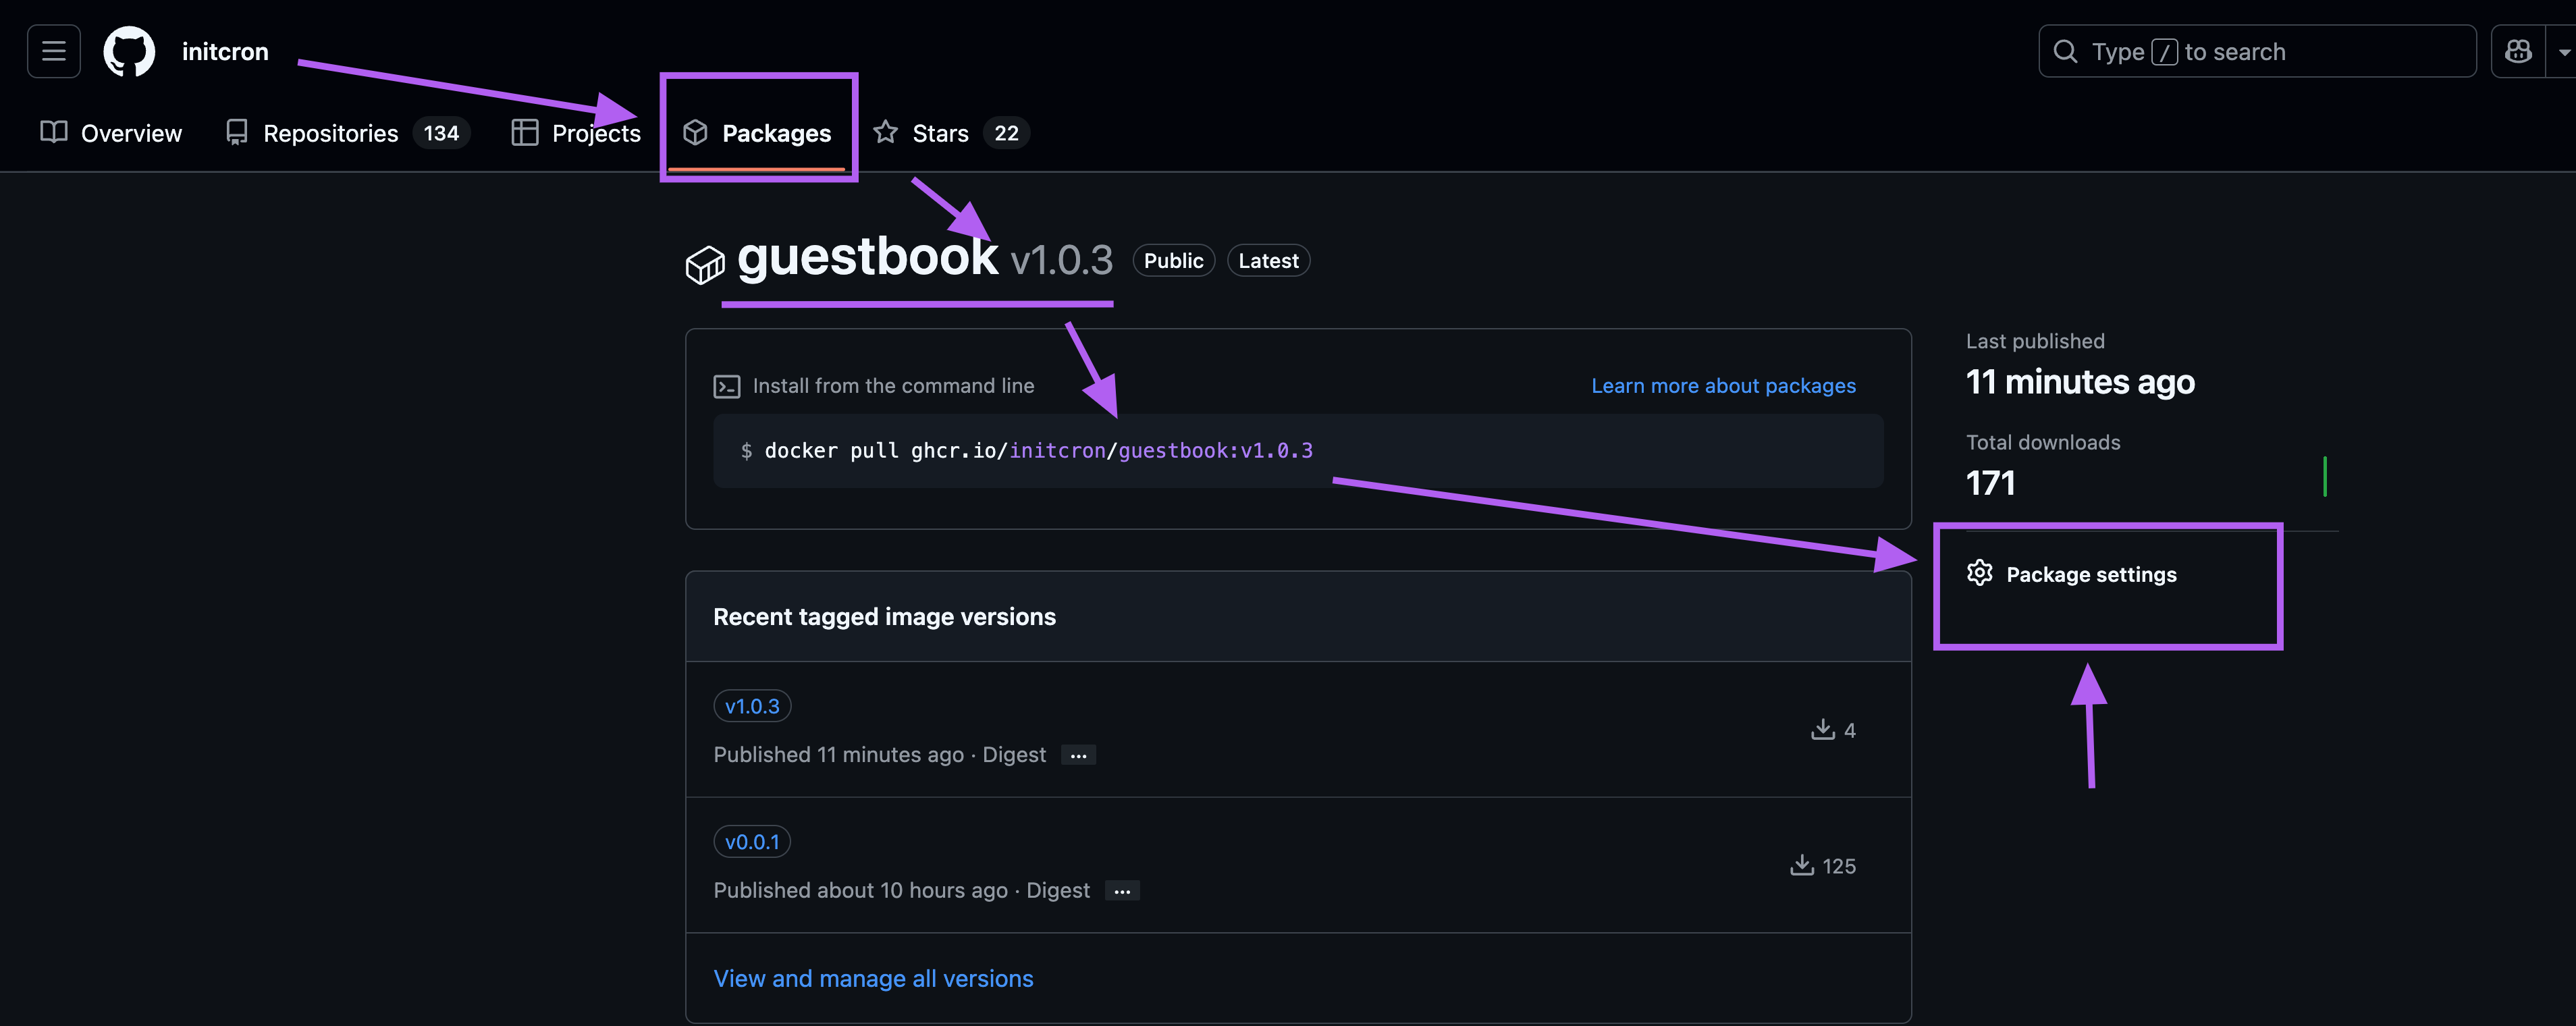 initcron
Type / to search
Overview Repositories 134 Projects Packages Stars 22
guestbook v1.0.3 Public Latest
Install from the command line Learn more about packages
$ docker pull ghcr.io/initcron/guestbook:v1.0.3
Last published
11 minutes ago
Total downloads
171
Package settings
Recent tagged image versions
v1.0.3
Published 11 minutes ago · Digest ...
4
v0.0.1
Published about 10 hours ago · Digest ...
125
View and manage all versions